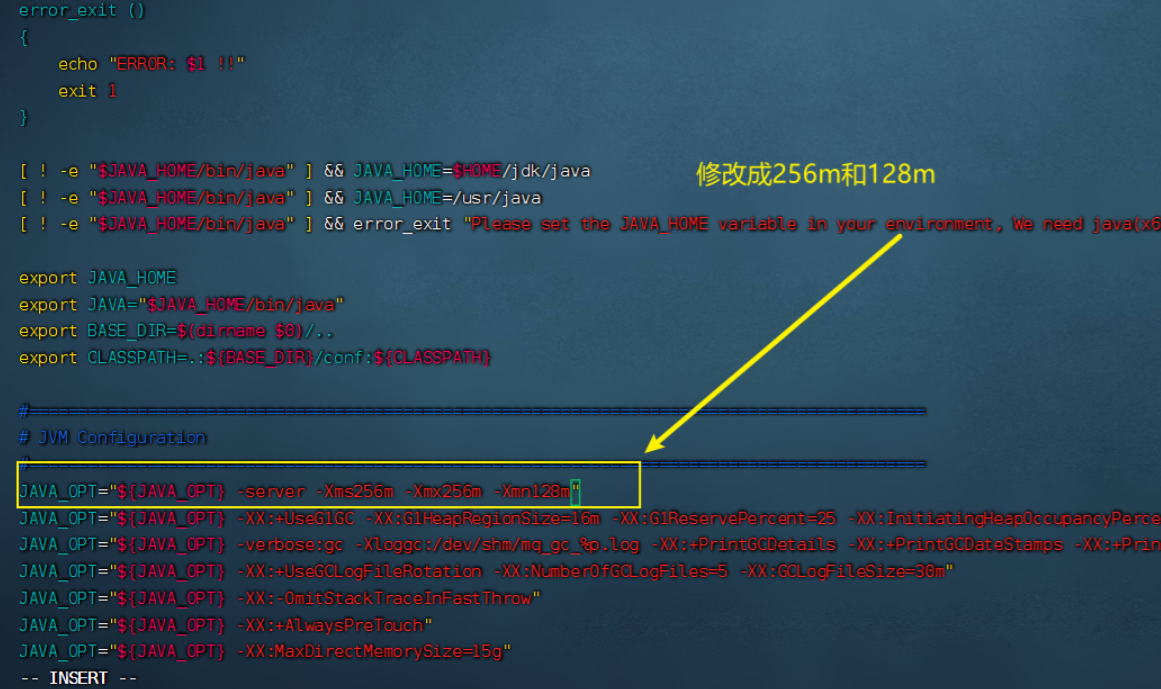 error_exit ()
{
    echo "ERROR: $1 !!"
    exit 1
}
[ ! -e "$JAVA_HOME/bin/java" ] && JAVA_HOME=$HOME/jdk/java
修改成256m和128m
[ ! -e "$JAVA_HOME/bin/java" ] && JAVA_HOME=/usr/java
[ ! -e "$JAVA_HOME/bin/java" ] && error_exit "Please set the JAVA_HOME variable in your environment, We need java(x6
export JAVA_HOME
export JAVA="$JAVA_HOME/bin/java"
export BASE_DIR=$(dirname $0)/..
export CLASSPATH=.:${BASE_DIR}/conf:${CLASSPATH}
#===========================================================================================
# JVM Configuration
#===========================================================================================
JAVA_OPT="${JAVA_OPT} -server -Xms256m -Xmx256m -Xmn128m"
JAVA_OPT="${JAVA_OPT} -XX:+UseG1GC -XX:G1HeapRegionSize=16m -XX:G1ReservePercent=25 -XX:InitiatingHeapOccupancyPerce
JAVA_OPT="${JAVA_OPT} -verbose:gc -Xloggc:/dev/shm/mq_gc_%p.log -XX:+PrintGCDetails -XX:+PrintGCDateStamps -XX:+Prin
JAVA_OPT="${JAVA_OPT} -XX:+UseGCLogFileRotation -XX:NumberOfGCLogFiles=5 -XX:GCLogFileSize=30m"
JAVA_OPT="${JAVA_OPT} -XX:-OmitStackTraceInFastThrow"
JAVA_OPT="${JAVA_OPT} -XX:+AlwaysPreTouch"
JAVA_OPT="${JAVA_OPT} -XX:MaxDirectMemorySize=15g"
-- INSERT --